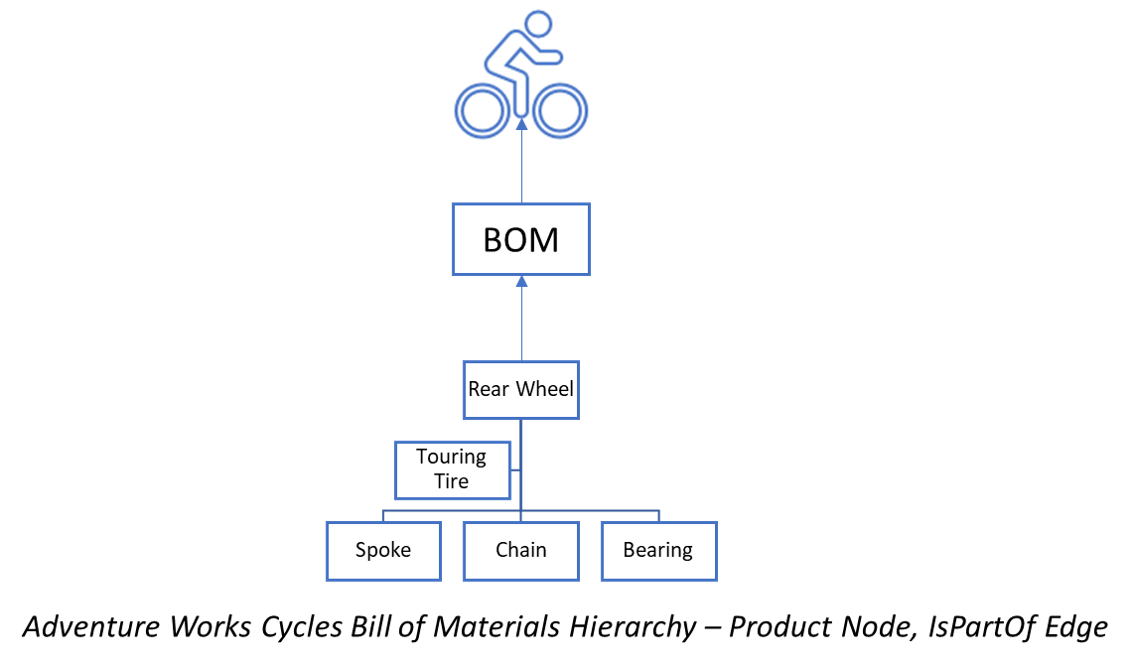 BOM
Rear Wheel
Touring
Tire
Spoke
Chain
Bearing
Adventure Works Cycles Bill of Materials Hierarchy – Product Node, IsPartOf Edge